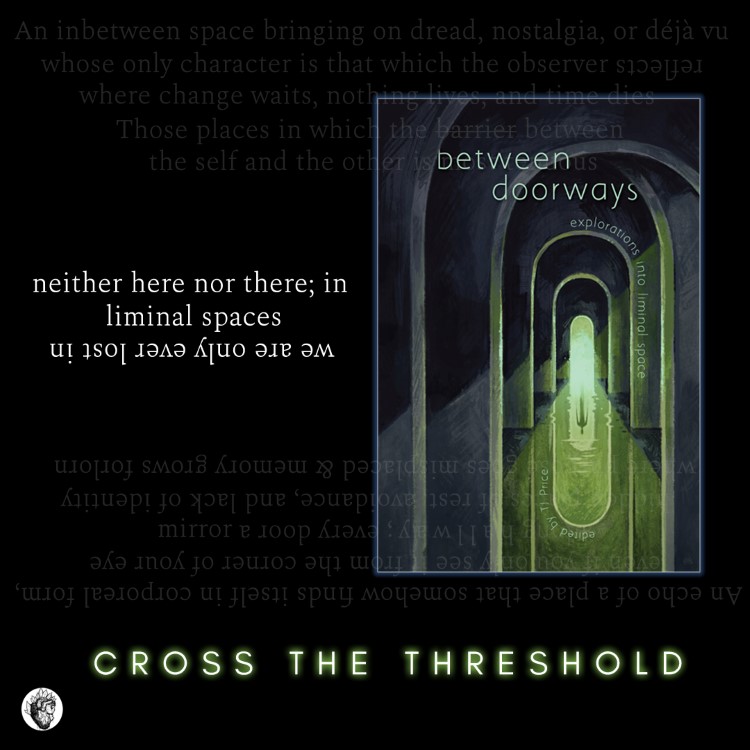 An inbetween space bringing on dread, nostalgia, or déjà vu
whose only character is that which the observer reflects
where change waits, nothing lives, and time dies
Those places in which the barrier between
the self and the other is
between
doorways
explorations into liminal space
neither here nor there; in
liminal spaces
we are only ever lost in
edited by TJ Price
An echo of a place that somehow finds itself in corporeal form,
you only see it from the corner of your eye
hallway; every door a mirror
of rest, avoidance, and lack of identity
where goes misplaced & memory grows forlorn
CROSS THE THRESHOLD